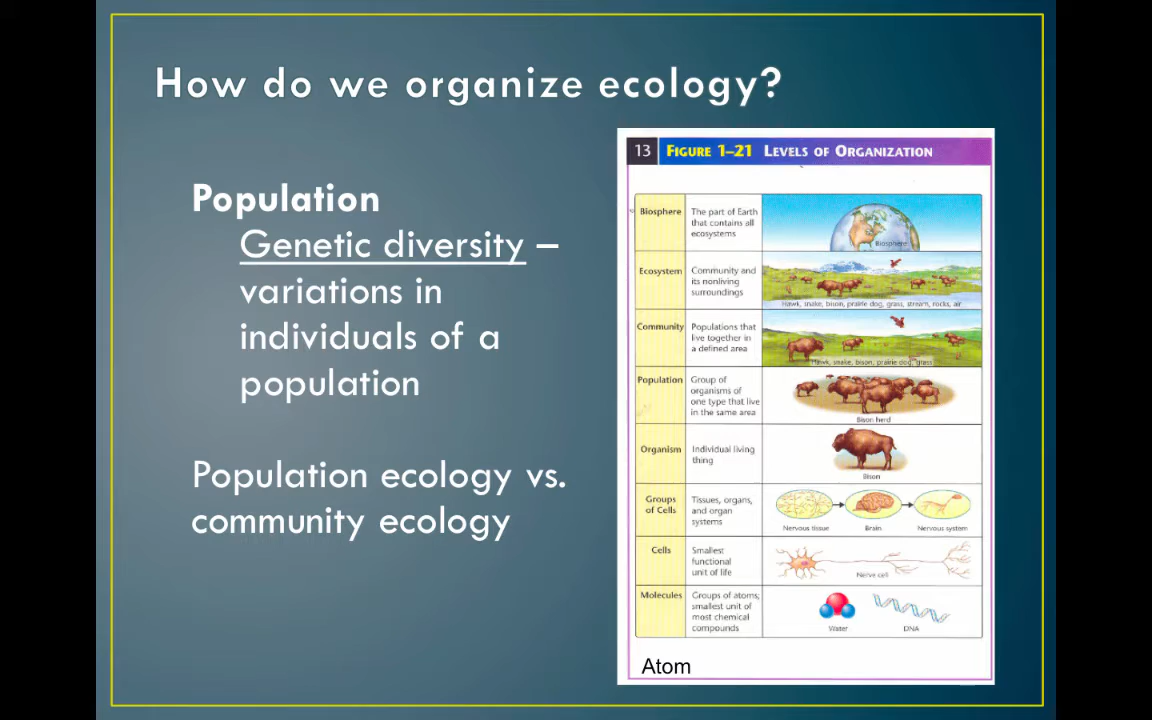 How do we organize ecology?
Population
Genetic diversity –
variations in
individuals of a
population
Population ecology vs.
community ecology
13 FIGURE 1–21 LEVELS OF ORGANIZATION
Biosphere
The part of Earth
that contains all
ecosystems
Biosphere
Ecosystem
Community and
its nonliving
surroundings
Hawk, snake, bison, prairie dog, grass, stream, rocks, air
Community
Populations that
live together in
a defined area
Hawk, snake, bison, prairie dog, grass
Population
Group of
organisms of
one type that live
in the same area
Bison herd
Organism
Individual living
thing
Bison
Groups
of Cells
Tissues, organs,
and organ
systems
Nervous tissue
Brain
Nervous system
Cells
Smallest
functional
unit of life
Nerve cell
Molecules
Groups of atoms;
smallest unit of
most chemical
compounds
Water
DNA
Atom